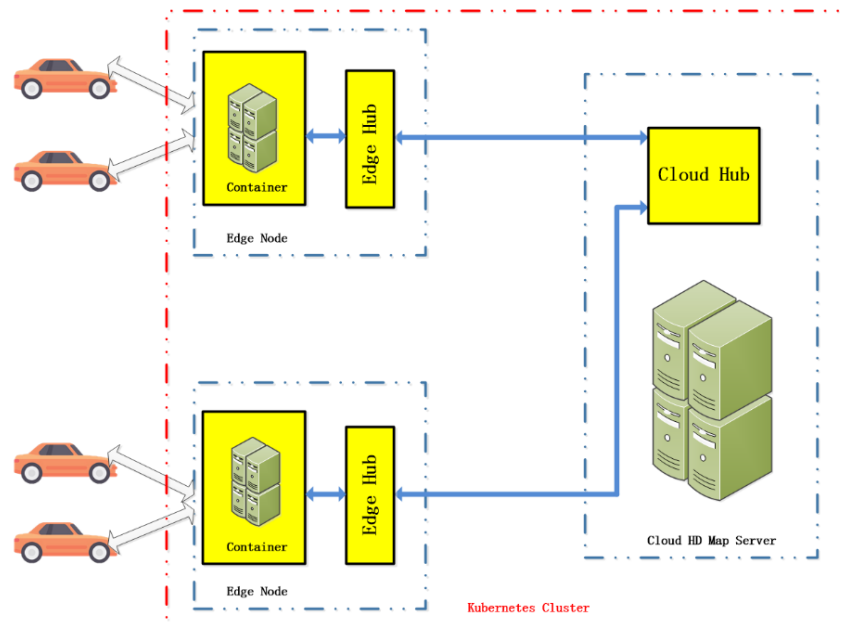 Container
Edge Hub
Edge Node
Cloud Hub
Cloud HD Map Server
Container
Edge Hub
Edge Node
Kubernetes Cluster